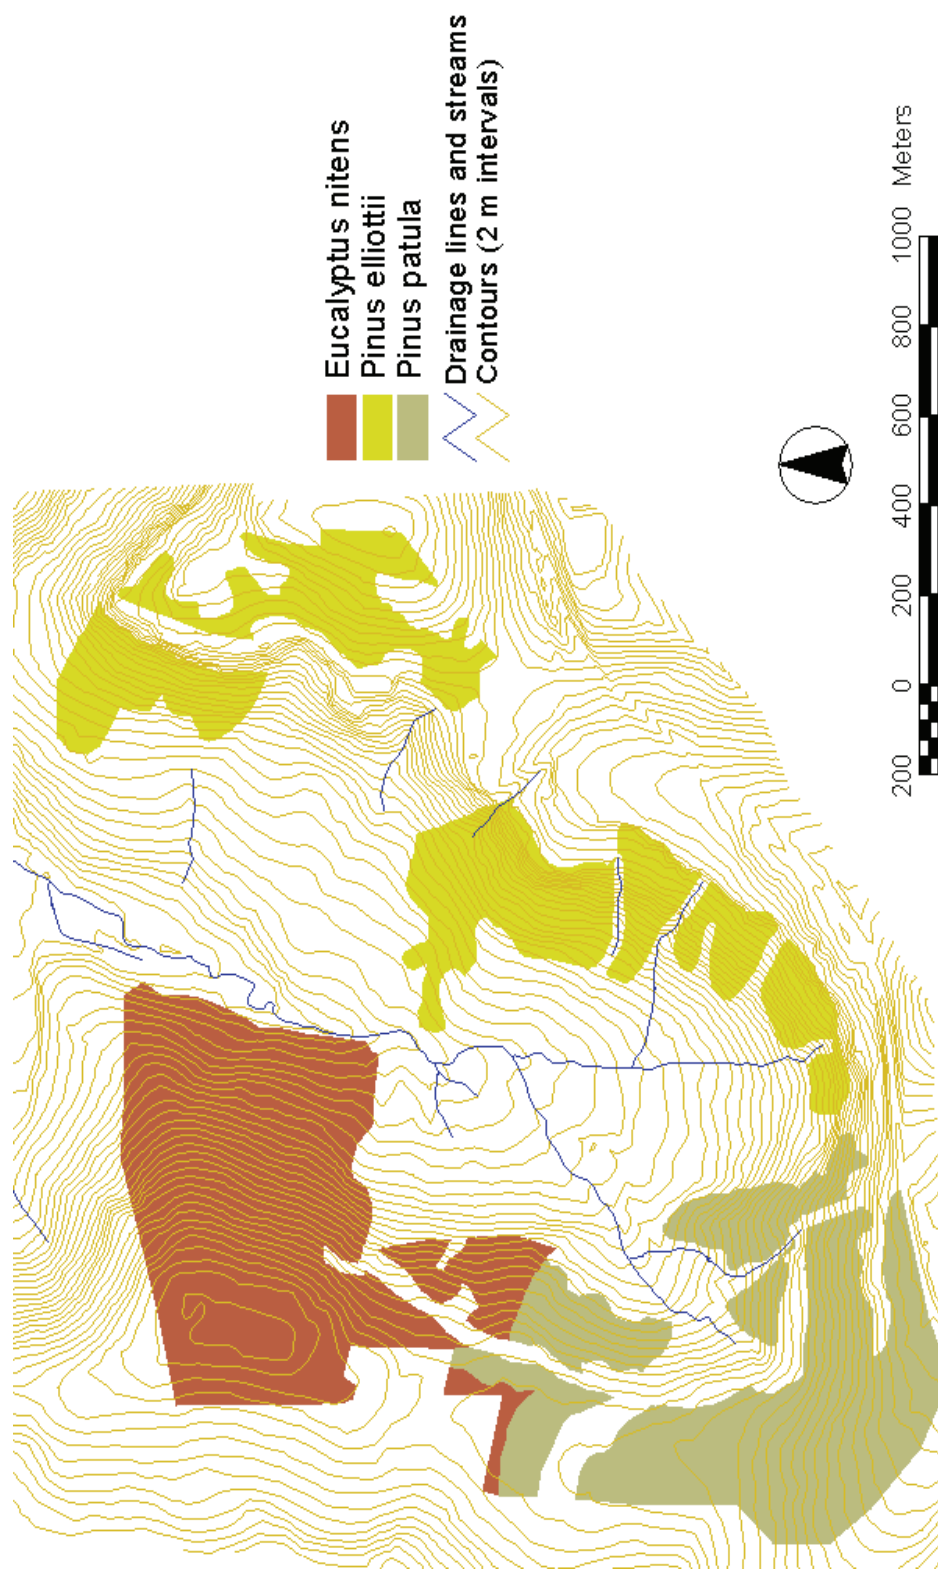 Eucalyptus nitens
Pinus elliottii
Pinus patula
Drainage lines and streams
Contours (2 m intervals)
200 0 200 400 600 800 1000 Meters